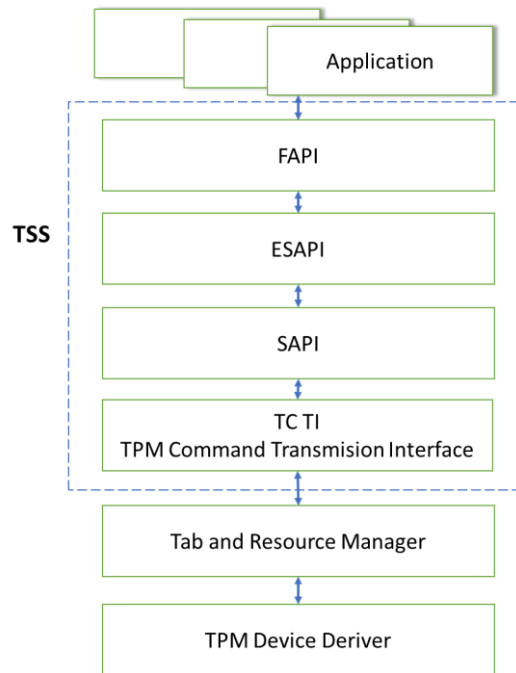 Application
FAPI
TSS
ESAPI
SAPI
TC TI
TPM Command Transmision Interface
Tab and Resource Manager
TPM Device Deriver